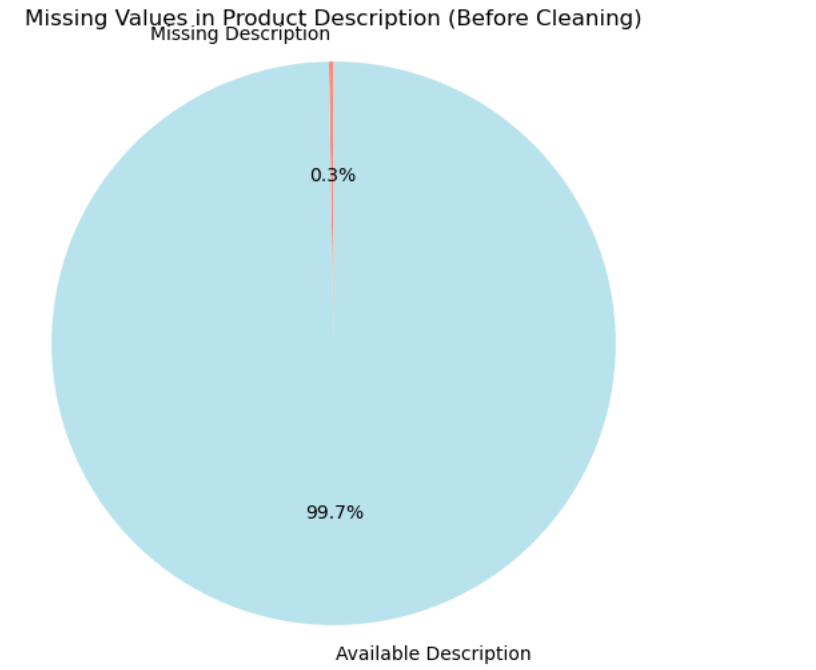 Missing Values in Product Description (Before Cleaning)
Missing Description
0.3%
99.7%
Available Description